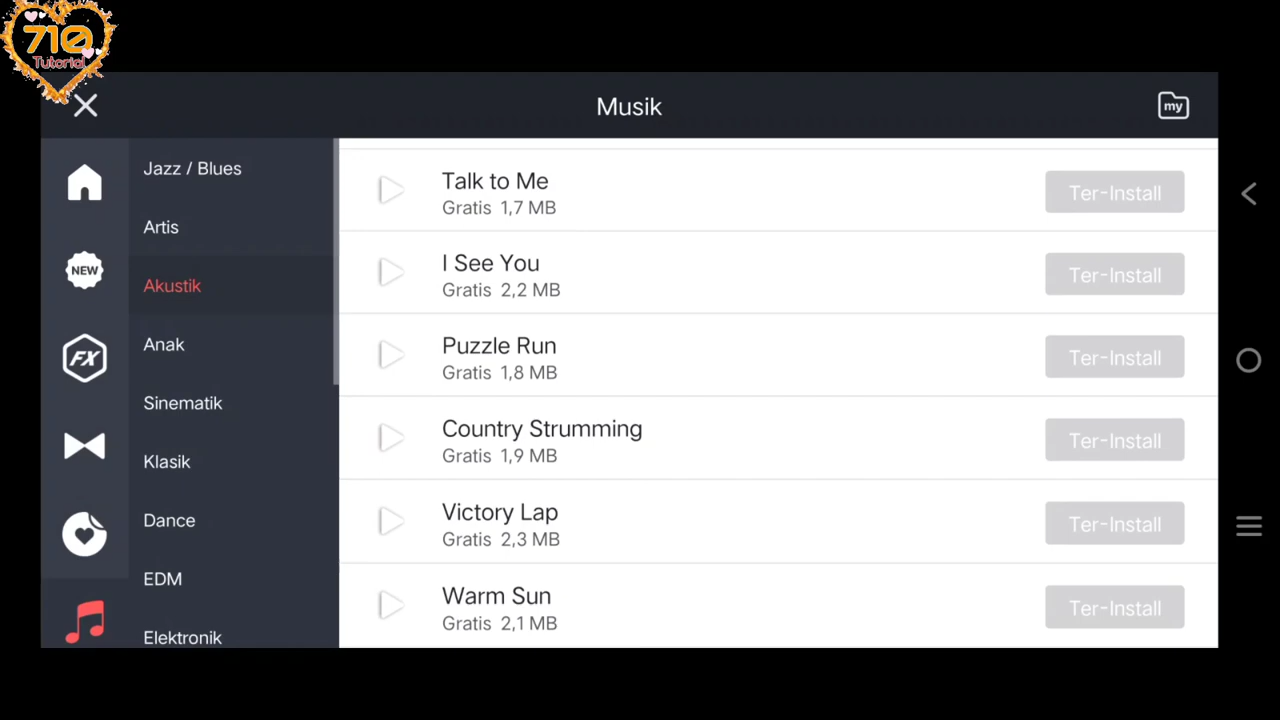 710
Tutorial
Musik
my
NEW
FX
Jazz / Blues
Artis
Akustik
Anak
Sinematik
Klasik
Dance
EDM
Elektronik
Talk to Me
Gratis 1,7 MB
Ter-Install
I See You
Gratis 2,2 MB
Ter-Install
Puzzle Run
Gratis 1,8 MB
Ter-Install
Country Strumming
Gratis 1,9 MB
Ter-Install
Victory Lap
Gratis 2,3 MB
Ter-Install
Warm Sun
Gratis 2,1 MB
Ter-Install